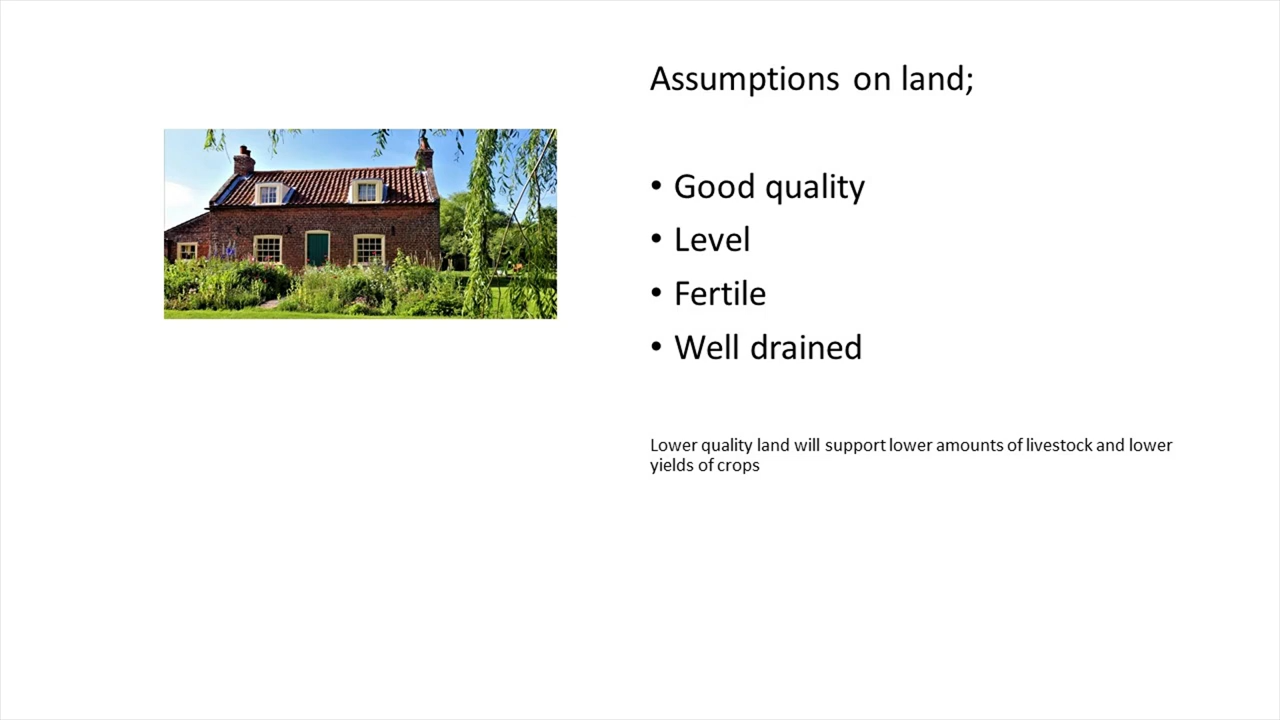 Assumptions on land;
• Good quality
• Level
• Fertile
• Well drained
Lower quality land will support lower amounts of livestock and lower
yields of crops